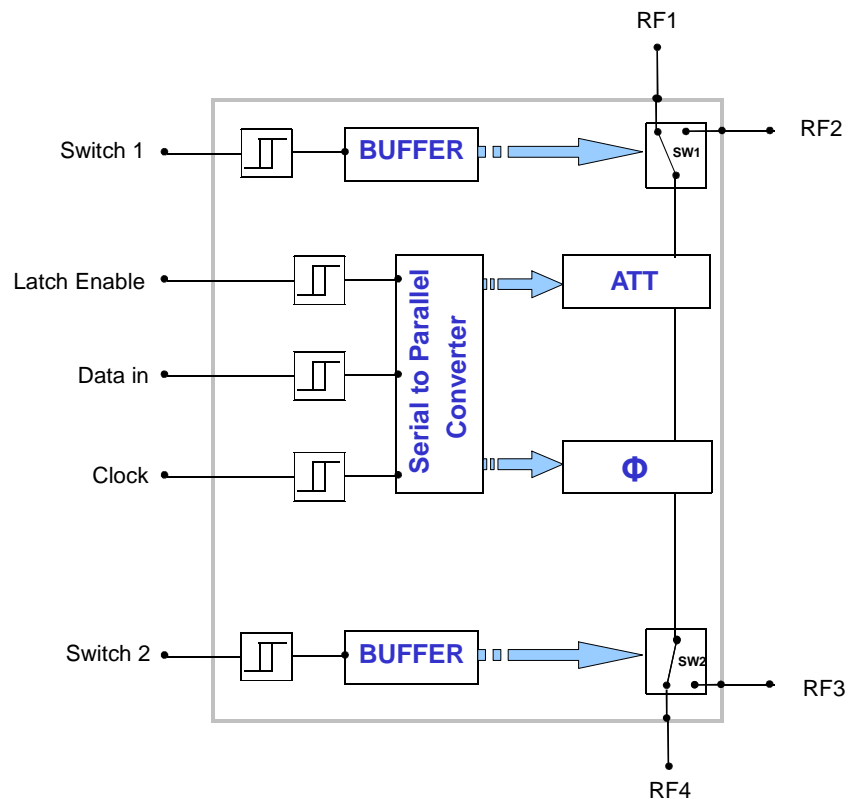 RF1
RF2
Switch 1
BUFFER
SW1
Latch Enable
ATT
Serial to Parallel
Converter
Data in
Clock
Φ
Switch 2
BUFFER
SW2
RF3
RF4